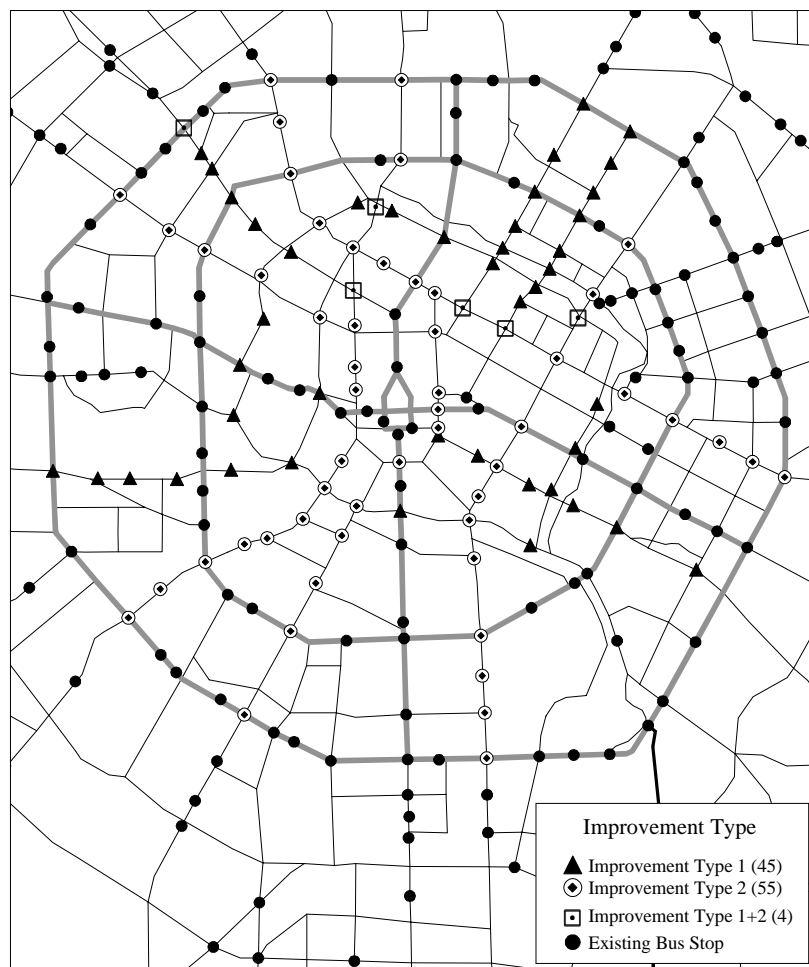 Improvement Type
Improvement Type 1 (45)
Improvement Type 2 (55)
Improvement Type 1+2 (4)
Existing Bus Stop